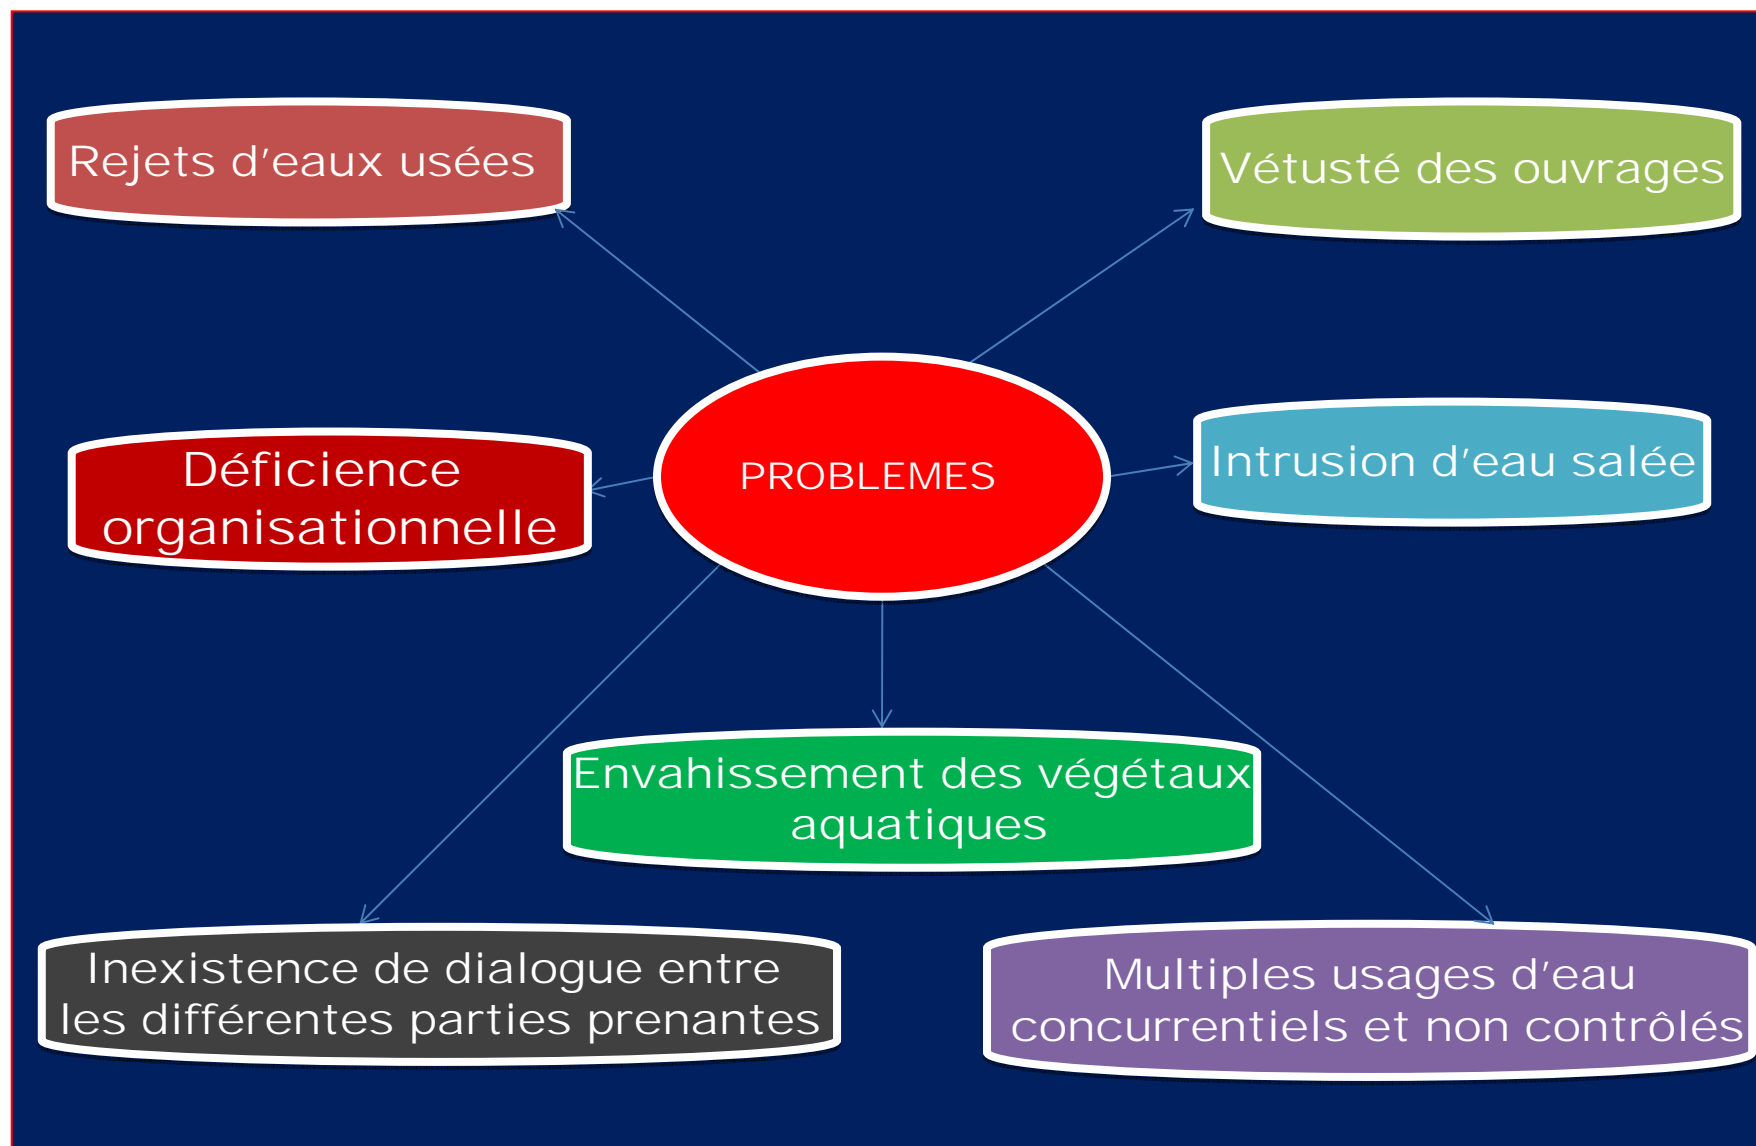 Rejets d'eaux usées
Vétusté des ouvrages
Déficience
organisationnelle
PROBLEMES
Intrusion d'eau salée
Envahissement des végétaux
aquatiques
Inexistence de dialogue entre
les différentes parties prenantes
Multiples usages d'eau
concurrentiels et non contrôlés